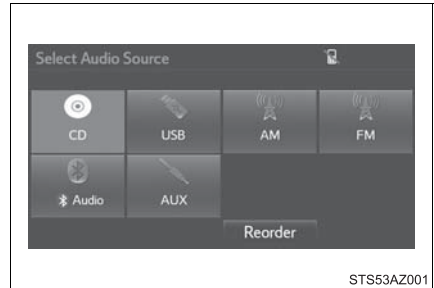 Select Audio Source
CD
USB
AM
FM
Audio
AUX
Reorder
STS53AZ001